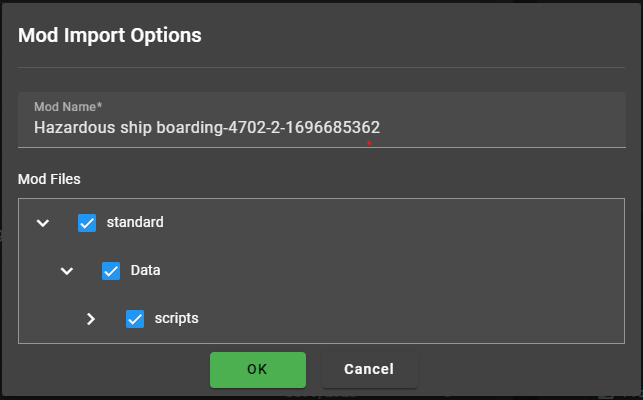 Mod Import Options
Mod Name*
Hazardous ship boarding-4702-2-1696685362
Mod Files
standard
Data
scripts
OK
Cancel